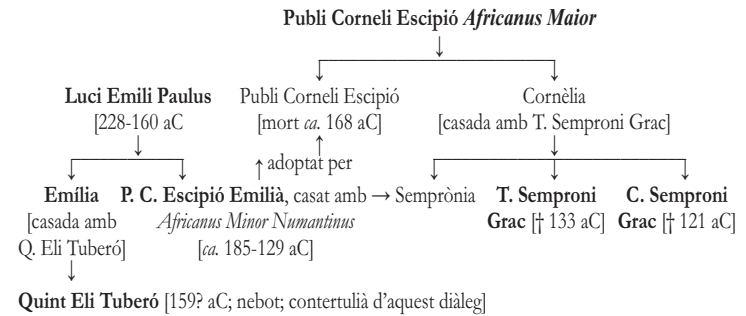 Publi Corneli Escipió Africanus Maior
↓
↓ ↓
Luci Emili Paulus Publi Corneli Escipió Cornèlia
[228-160 aC [mort ca. 168 aC] [casada amb T. Semproni Grac]
↓ ↑ ↓
↑ adoptat per
↓ ↓ ↓ ↓ ↓
Emília P. C. Escipió Emilià, casat amb → Semprònia T. Semproni C. Semproni
[casada amb Africanus Minor Numantinus Grac [† 133 aC] Grac [† 121 aC]
Q. Eli Tuberó] [ca. 185-129 aC]
↓
Quint Eli Tuberó [159? aC; nebot; contertulià d'aquest diàleg]